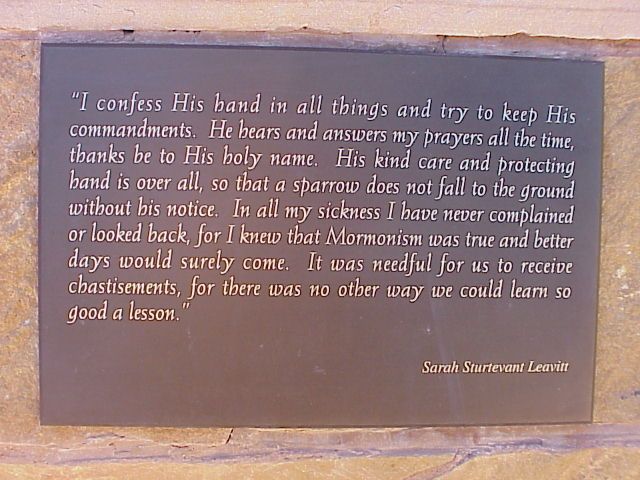 "I confess His hand in all things and try to keep His
commandments. He hears and answers my prayers all the time,
thanks be to His holy name. His kind care and protecting
hand is over all, so that a sparrow does not fall to the ground
without his notice. In all my sickness I have never complained
or looked back, for I knew that Mormonism was true and better
days would surely come. It was needful for us to receive
chastisements, for there was no other way we could learn so
good a lesson."
Sarah Sturtevant Leavitt